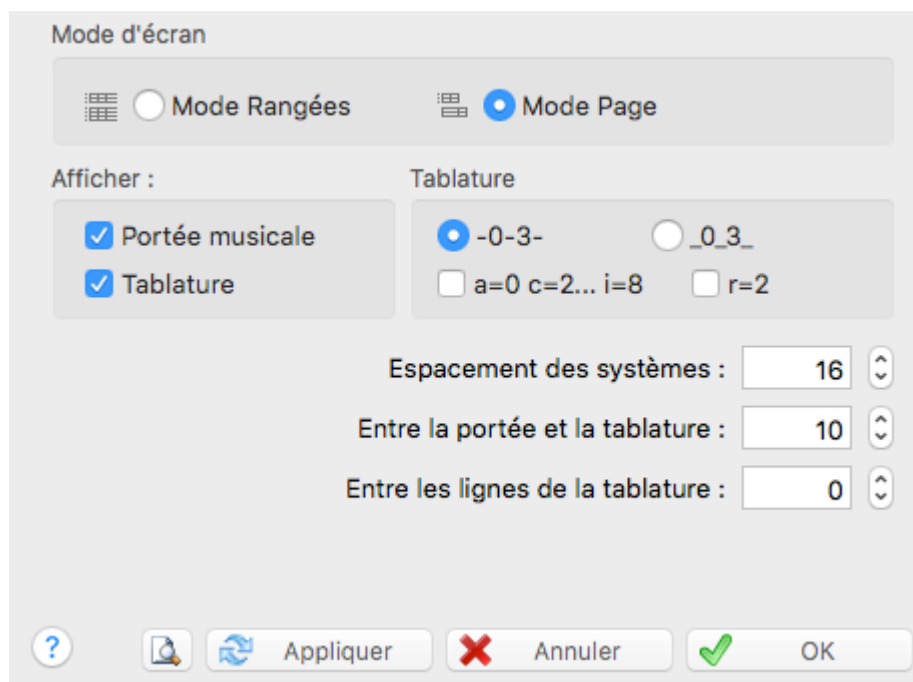 Mode d'écran
Mode Rangées Mode Page
Afficher : Tablature
Portée musicale -0-3- _0_3_
Tablature a=0 c=2... i=8 r=2
Espacement des systèmes : 16
Entre la portée et la tablature : 10
Entre les lignes de la tablature : 0
? Appliquer Annuler OK